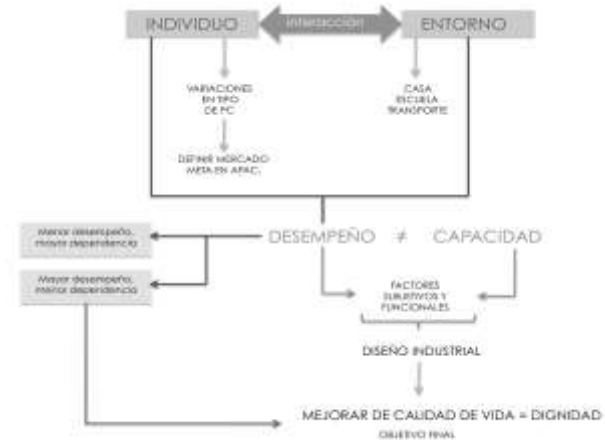 INDIVIDUO
interacción
ENTORNO
VARIACIONES
EN TIPO
DE PC
CASA
ESCUELA
TRANSPORTE
DEFINIR MERCADO
META EN APAC.
Menor desempeño,
mayor dependencia
DESEMPEÑO ≠ CAPACIDAD
Mayor desempeño,
menor dependencia
FACTORES
SUBJETIVOS Y
FUNCIONALES
DISEÑO INDUSTRIAL
MEJORAR DE CALIDAD DE VIDA = DIGNIDAD
OBJETIVO FINAL